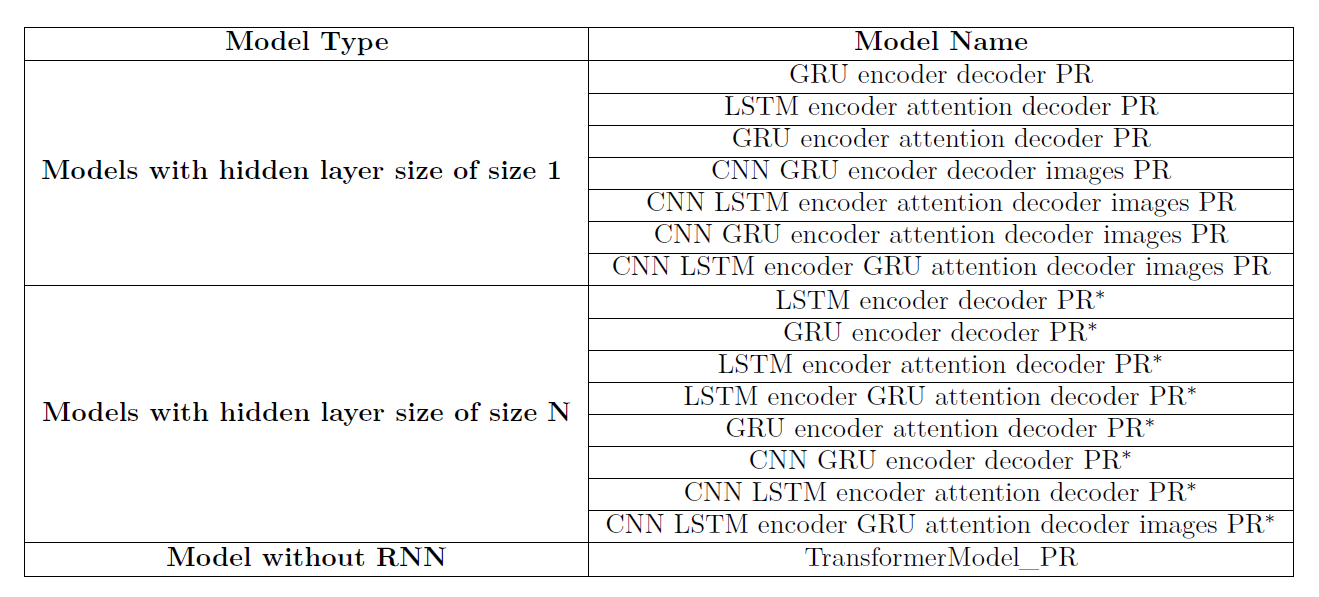 Model Type Model Name
GRU encoder decoder PR
LSTM encoder attention decoder PR
GRU encoder attention decoder PR
Models with hidden layer size of size 1 CNN GRU encoder decoder images PR
CNN LSTM encoder attention decoder images PR
CNN GRU encoder attention decoder images PR
CNN LSTM encoder GRU attention decoder images PR
LSTM encoder decoder PR*
GRU encoder decoder PR*
LSTM encoder attention decoder PR*
LSTM encoder GRU attention decoder PR*
Models with hidden layer size of size N
GRU encoder attention decoder PR*
CNN GRU encoder decoder PR*
CNN LSTM encoder attention decoder PR*
CNN LSTM encoder GRU attention decoder images PR*
Model without RNN TransformerModel_PR